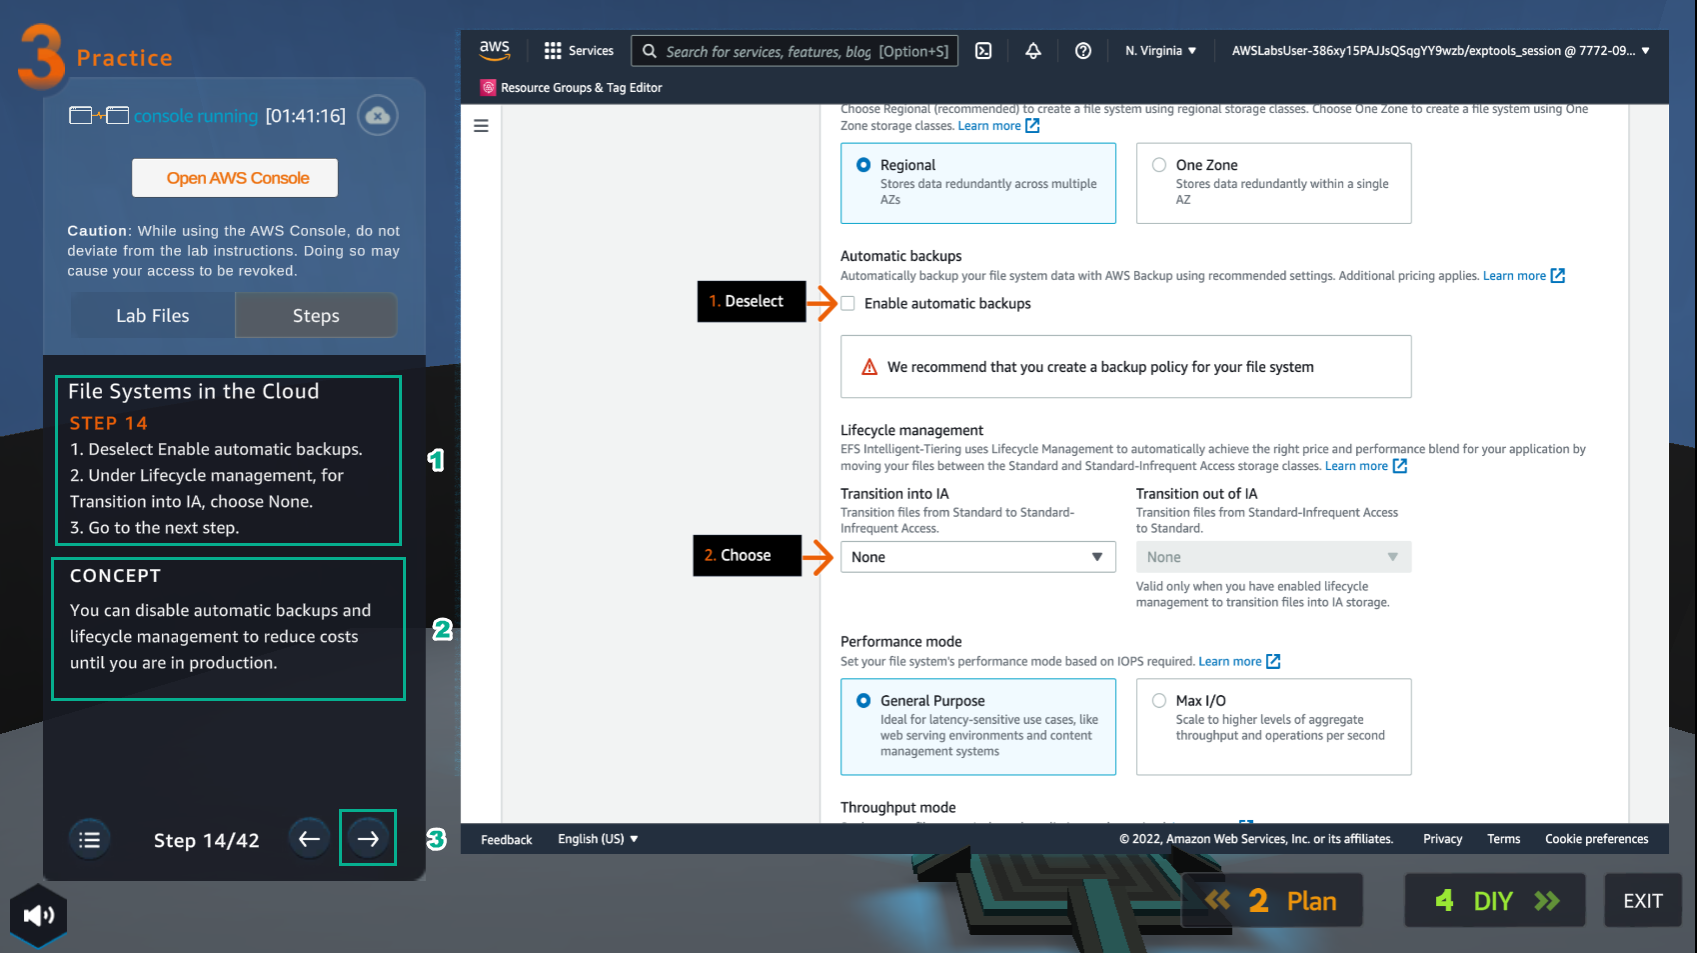 3 Practice
console running [01:41:16]
Open AWS Console
Caution: While using the AWS Console, do not
deviate from the lab instructions. Doing so may
cause your access to be revoked.
Lab Files
Steps
File Systems in the Cloud
STEP 14
1. Deselect Enable automatic backups.
2. Under Lifecycle management, for
Transition into IA, choose None.
3. Go to the next step.
1
CONCEPT
You can disable automatic backups and
lifecycle management to reduce costs
until you are in production.
2
Step 14/42
3
aws
Services
Search for services, features, blog [Option+S]
N. Virginia
AWSLabsUser-386xy15PAJJsQSqgYY9wzb/exptools_session @ 7772-09...
Resource Groups & Tag Editor
Choose Regional (recommended) to create a file system using regional storage classes. Choose One Zone to create a file system using One
Zone storage classes. Learn more
Regional
Stores data redundantly across multiple
AZs
One Zone
Stores data redundantly within a single
AZ
Automatic backups
Automatically backup your file system data with AWS Backup using recommended settings. Additional pricing applies. Learn more
1. Deselect
Enable automatic backups
We recommend that you create a backup policy for your file system
Lifecycle management
EFS Intelligent-Tiering uses Lifecycle Management to automatically achieve the right price and performance blend for your application by
moving your files between the Standard and Standard-Infrequent Access storage classes. Learn more
Transition into IA
Transition files from Standard to Standard-
Infrequent Access.
2. Choose
None
Transition out of IA
Transition files from Standard-Infrequent Access
to Standard.
None
Valid only when you have enabled lifecycle
management to transition files into IA storage.
Performance mode
Set your file system's performance mode based on IOPS required. Learn more
General Purpose
Ideal for latency-sensitive use cases, like
web serving environments and content
management systems
Max I/O
Scale to higher levels of aggregate
throughput and operations per second
Throughput mode
Feedback
English (US)
© 2022, Amazon Web Services, Inc. or its affiliates.
Privacy
Terms
Cookie preferences
2 Plan
4 DIY
EXIT